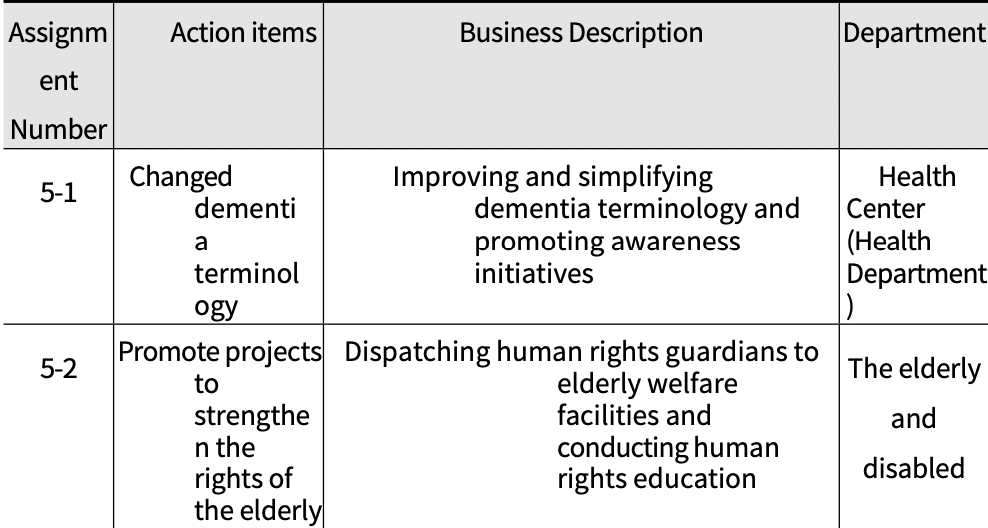 Assignm
ent
Number
Action items
Business Description
Department
5-1
Changed
dementi
a
terminol
ogy
Improving and simplifying
dementia terminology and
promoting awareness
initiatives
Health
Center
(Health
Department
)
5-2
Promote projects
to
strengthe
n the
rights of
the elderly
Dispatching human rights guardians to
elderly welfare
facilities and
conducting human
rights education
The elderly
and
disabled